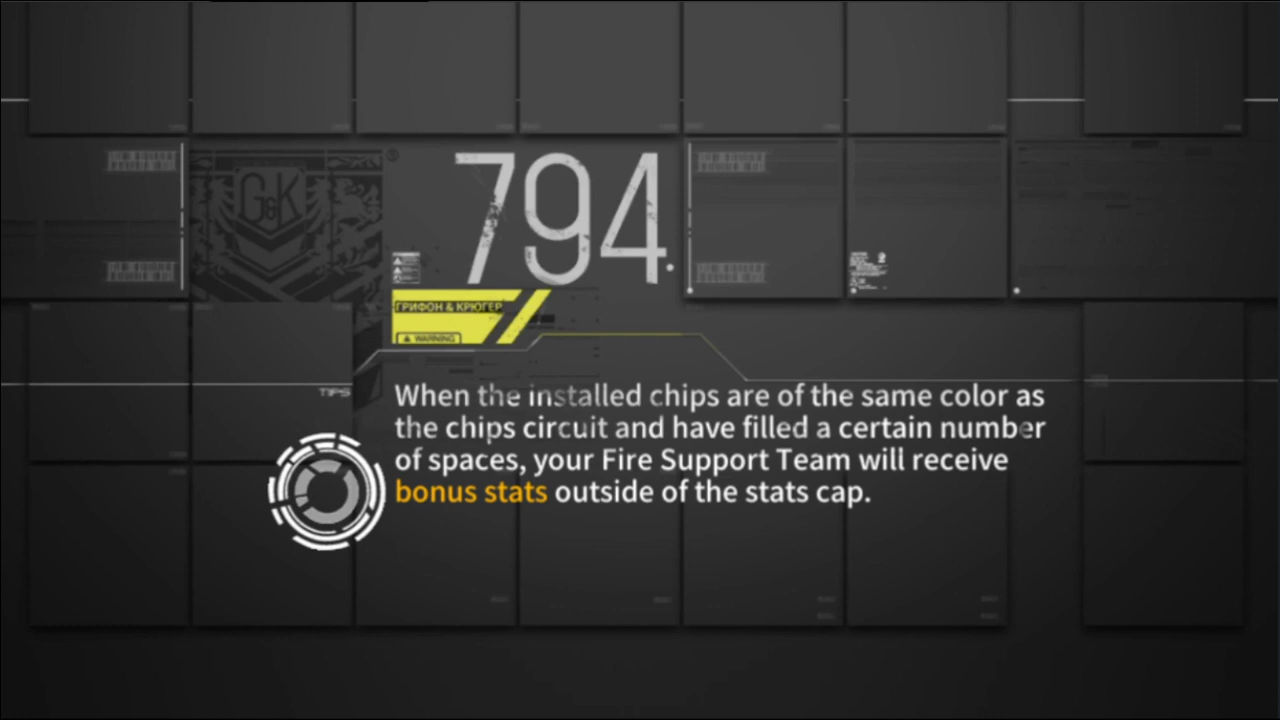 G&K
794.
ГРИФОН & КРЮГЕР
WARNING
TIPS
When the installed chips are of the same color as
the chips circuit and have filled a certain number
of spaces, your Fire Support Team will receive
bonus stats outside of the stats cap.